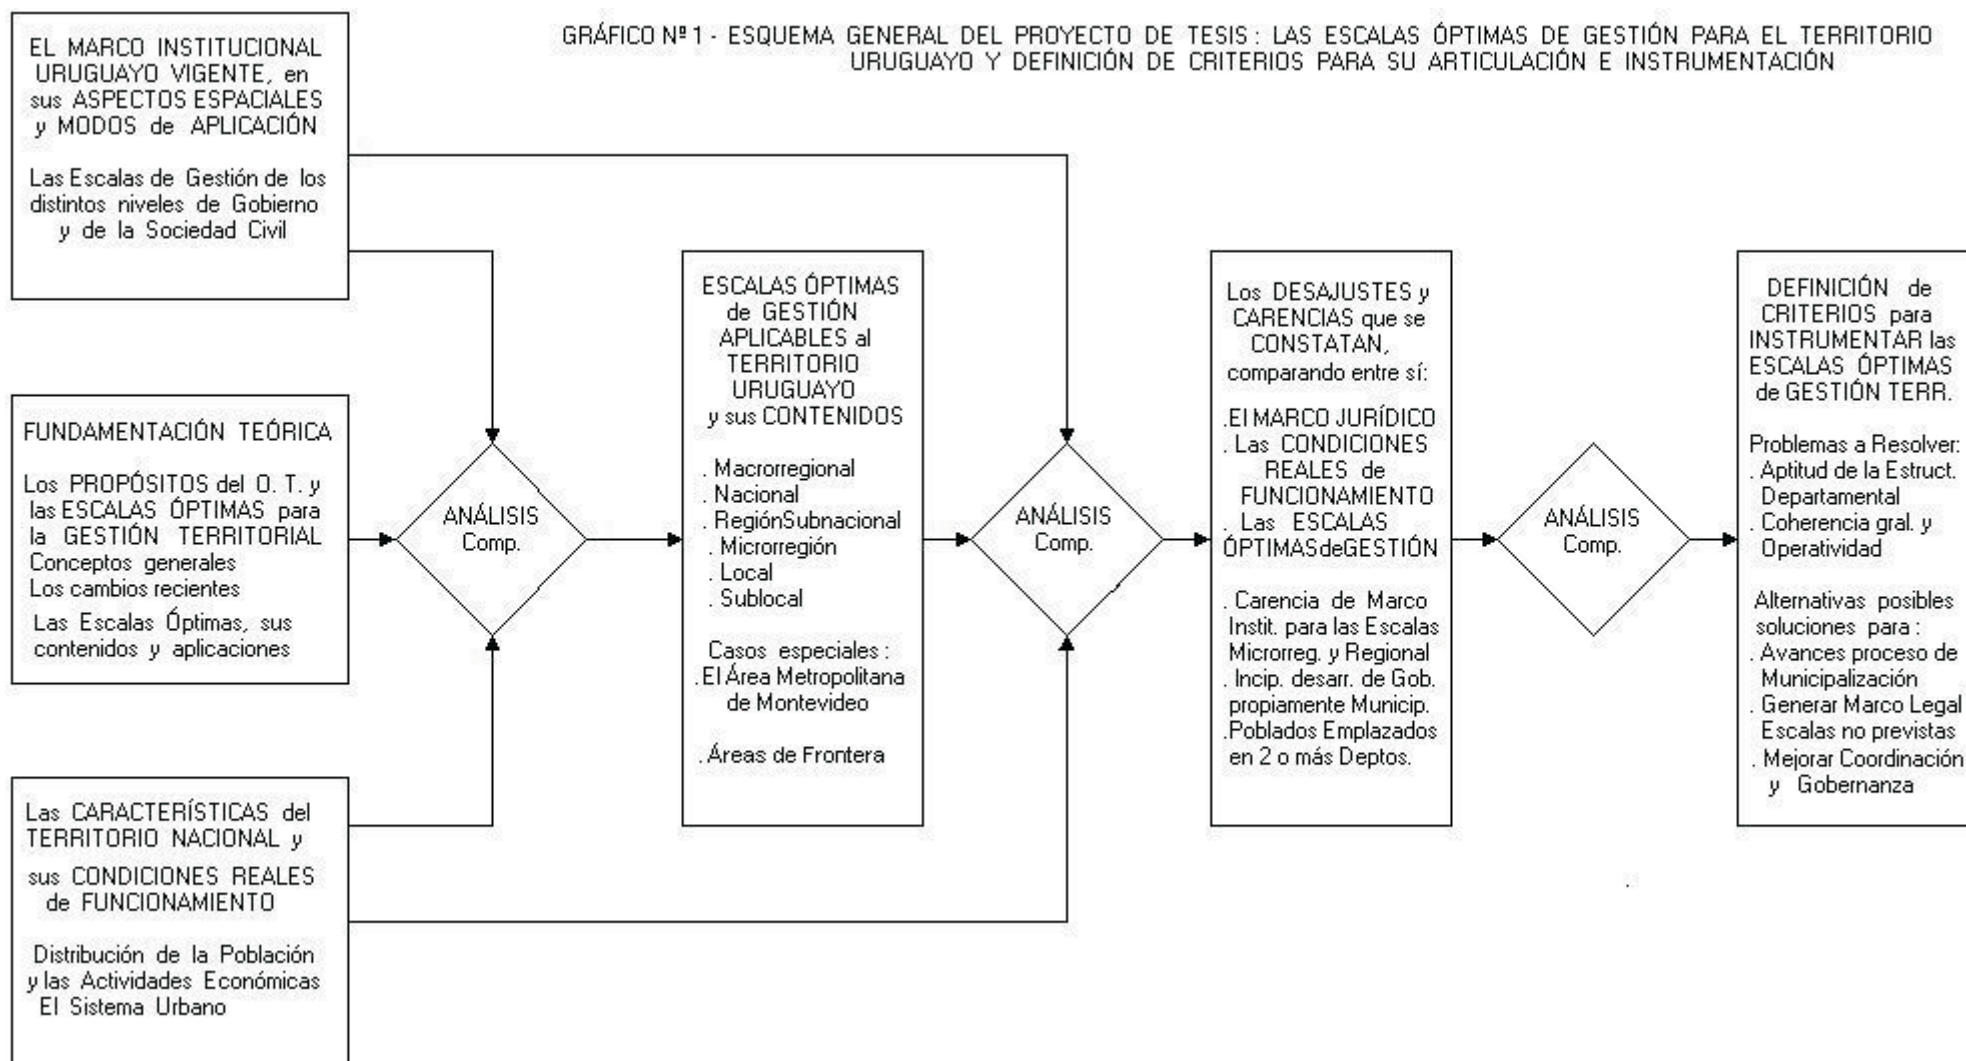 GRÁFICO Nº 1 - ESQUEMA GENERAL DEL PROYECTO DE TESIS : LAS ESCALAS ÓPTIMAS DE GESTIÓN PARA EL TERRITORIO
URUGUAYO Y DEFINICIÓN DE CRITERIOS PARA SU ARTICULACIÓN E INSTRUMENTACIÓN
EL MARCO INSTITUCIONAL
URUGUAYO VIGENTE, en
sus ASPECTOS ESPACIALES
y MODOS de APLICACIÓN
Las Escalas de Gestión de los
distintos niveles de Gobierno
y de la Sociedad Civil
FUNDAMENTACIÓN TEÓRICA
Los PROPÓSITOS del O. T. y
las ESCALAS ÓPTIMAS para
la GESTIÓN TERRITORIAL
Conceptos generales
Los cambios recientes
Las Escalas Óptimas, sus
contenidos y aplicaciones
Las CARACTERÍSTICAS del
TERRITORIO NACIONAL y
sus CONDICIONES REALES
de FUNCIONAMIENTO
Distribución de la Población
y las Actividades Económicas
El Sistema Urbano
ANÁLISIS
Comp.
ESCALAS ÓPTIMAS
de GESTIÓN
APLICABLES al
TERRITORIO
URUGUAYO
y sus CONTENIDOS
. Macrorregional
. Nacional
. RegiónSubnacional
. Microrregión
. Local
. Sublocal
Casos especiales :
.El Área Metropolitana
de Montevideo
. Áreas de Frontera
ANÁLISIS
Comp.
Los DESAJUSTES y
CARENCIAS que se
CONSTATAN,
comparando entre sí:
.El MARCO JURÍDICO
. Las CONDICIONES
REALES de
FUNCIONAMIENTO
. Las ESCALAS
ÓPTIMASdeGESTIÓN
. Carencia de Marco
Instit. para las Escalas
Microrreg. y Regional
. Incip. desarr. de Gob.
propiamente Municip.
.Poblados Emplazados
en 2 o más Deptos.
ANÁLISIS
Comp.
DEFINICIÓN de
CRITERIOS para
INSTRUMENTAR las
ESCALAS ÓPTIMAS
de GESTIÓN TERR.
Problemas a Resolver:
. Aptitud de la Estruct.
Departamental
. Coherencia gral. y
Operatividad
Alternativas posibles
soluciones para :
. Avances proceso de
Municipalización
. Generar Marco Legal
Escalas no previstas
. Mejorar Coordinación
y Gobernanza